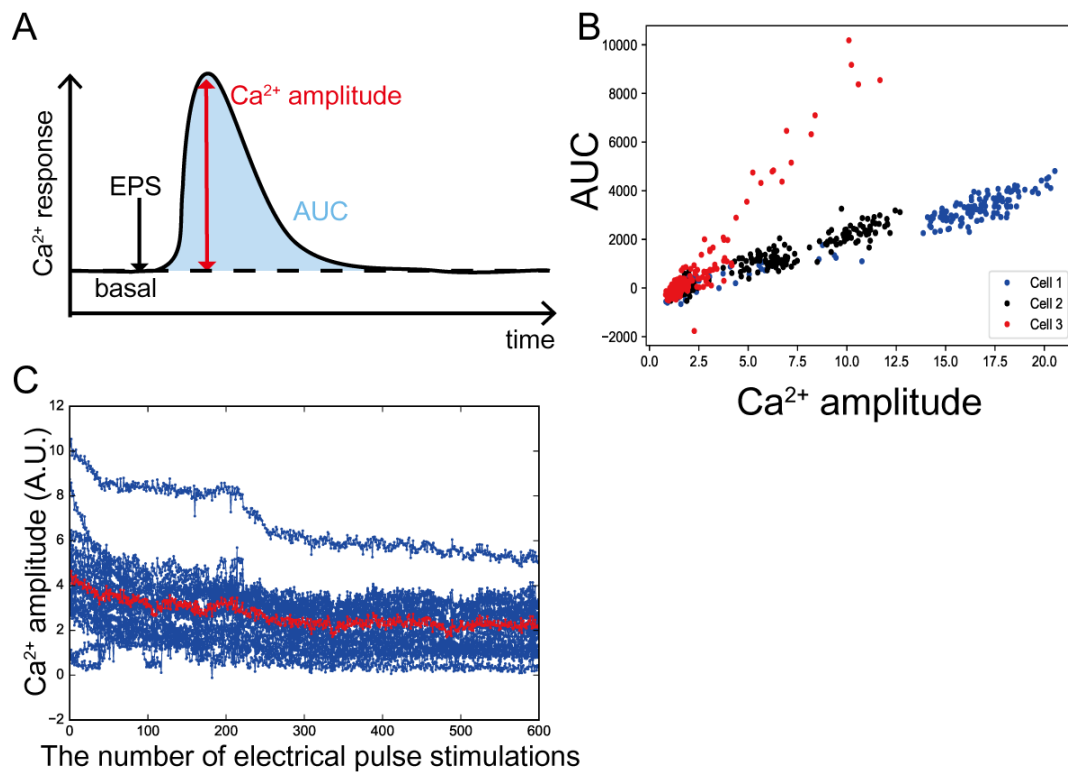 A
Ca²⁺ response
EPS
basal
Ca²⁺ amplitude
AUC
time
B
AUC
10000
8000
6000
4000
2000
0
−2000
0.0 2.5 5.0 7.5 10.0 12.5 15.0 17.5 20.0
Ca²⁺ amplitude
Cell 1
Cell 2
Cell 3
C
Ca²⁺ amplitude (A.U.)
12
10
8
6
4
2
0
−2
0 100 200 300 400 500 600
The number of electrical pulse stimulations